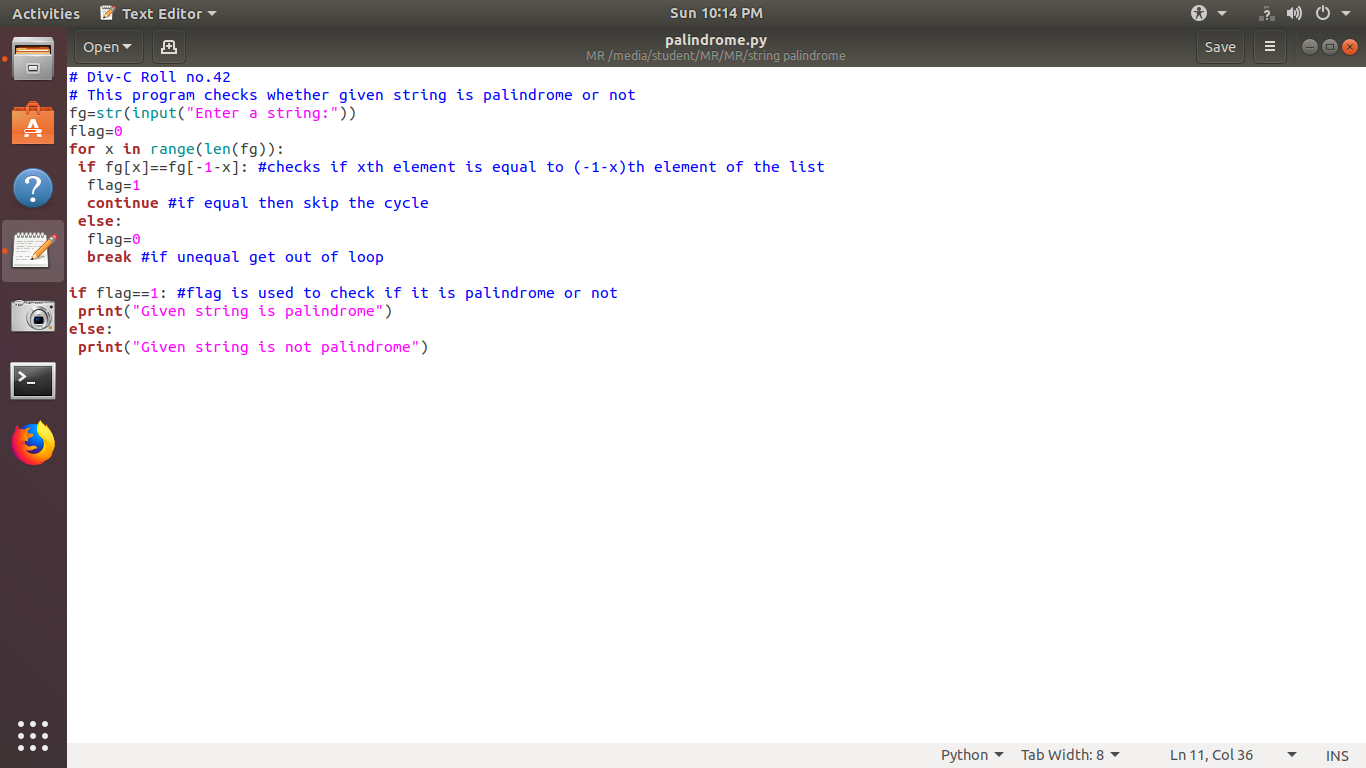 Activities Text Editor Sun 10:14 PM
Open palindrome.py Save
MR /media/student/MR/MR/string palindrome
# Div-C Roll no.42
# This program checks whether given string is palindrome or not
fg=str(input("Enter a string:"))
flag=0
for x in range(len(fg)):
 if fg[x]==fg[-1-x]: #checks if xth element is equal to (-1-x)th element of the list
  flag=1
  continue #if equal then skip the cycle
 else:
  flag=0
  break #if unequal get out of loop
if flag==1: #flag is used to check if it is palindrome or not
 print("Given string is palindrome")
else:
 print("Given string is not palindrome")
Python Tab Width: 8 Ln 11, Col 36 INS